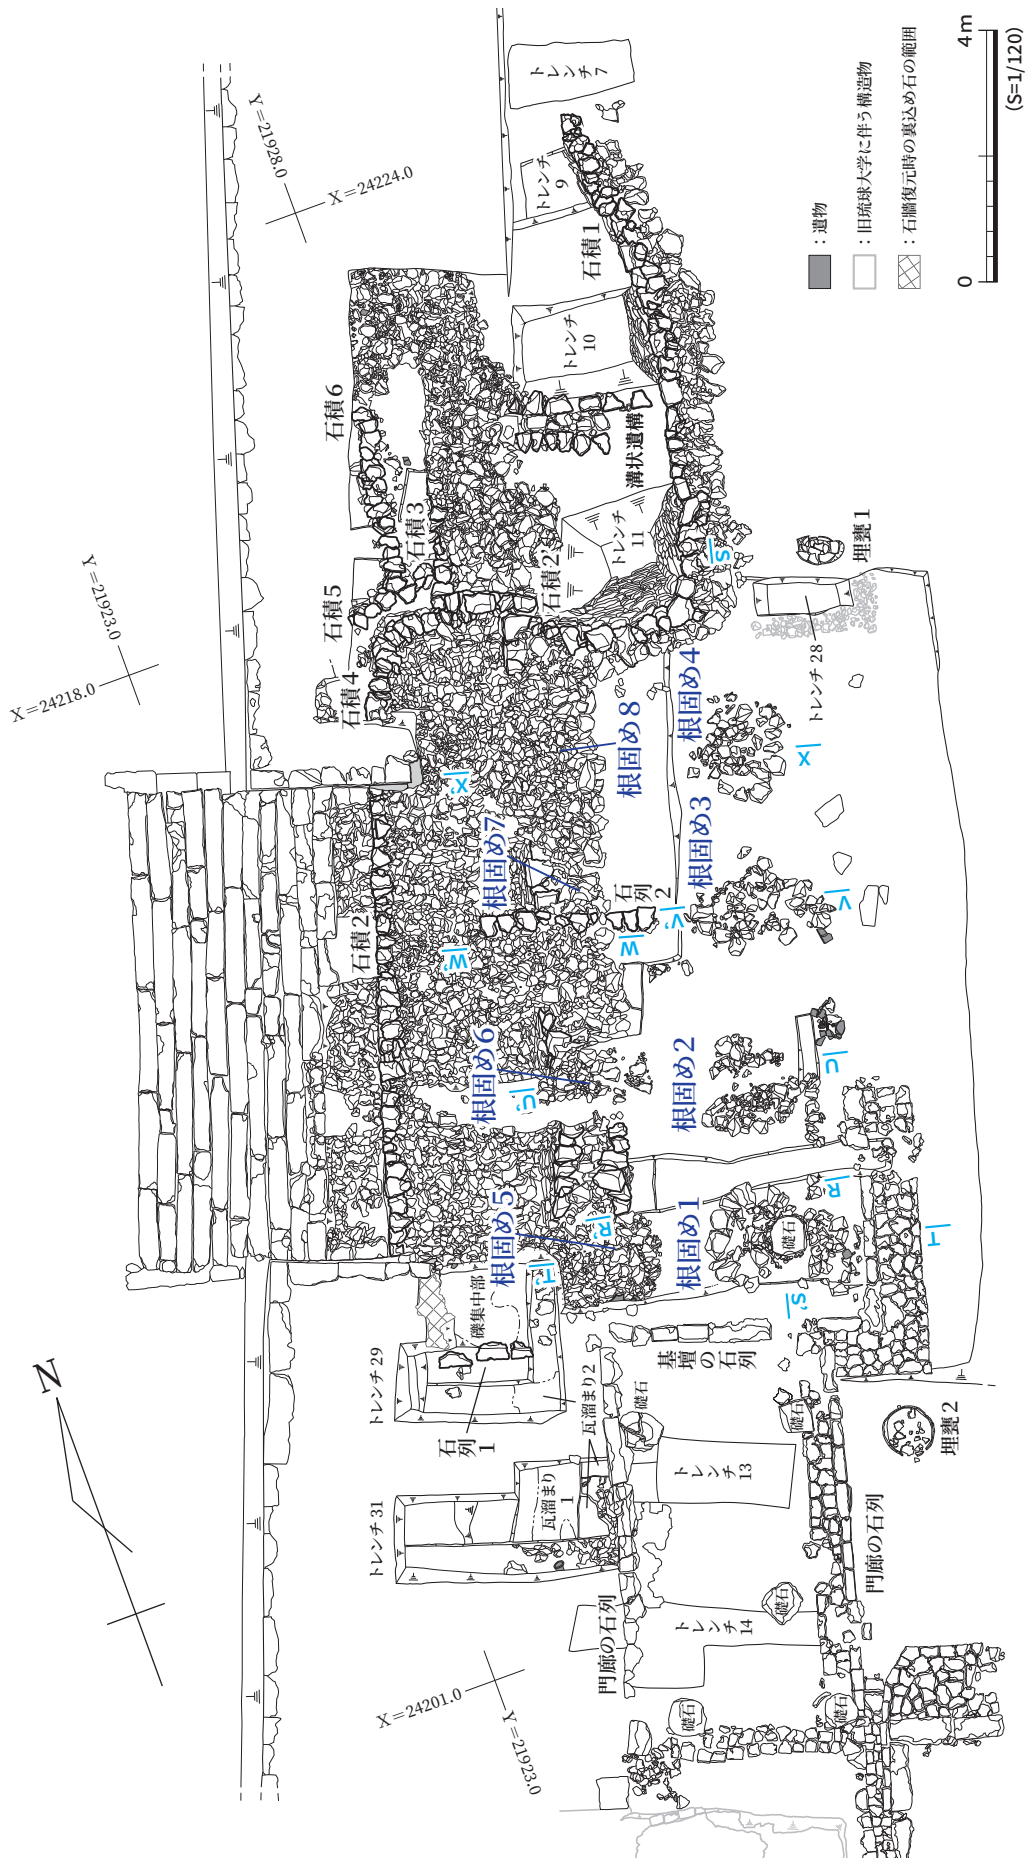 4m
0
(S=1/120)
：遺物
：旧琉球大学に伴う構造物
：石牆復元時の裏込め石の範囲
Y=21928.0
X=24224.0
トレンチ7
トレンチ
9
石積1
トレンチ
10
石積6
溝状遺構
石積3
トレンチ
11
石積2'
石積5
石積4
S
埋甕1
トレンチ28
Y=21923.0
X=24218.0
根固め4
根固め8
X
X'
根固め3
根固め7
石列
2
V
V'
W
W'
石積2
根固め6
根固め2
U
U'
根固め5
根固め1
R
R'
礎石
T
T'
S'
礫集中部
基壇の石列
N
トレンチ29
石列
1
瓦溜まり2
礎石
礎石
埋甕2
トレンチ
13
瓦溜まり
1
トレンチ31
門廊の石列
門廊の石列
トレンチ
14
礎石
礎石
礎石
X=24201.0
Y=21923.0